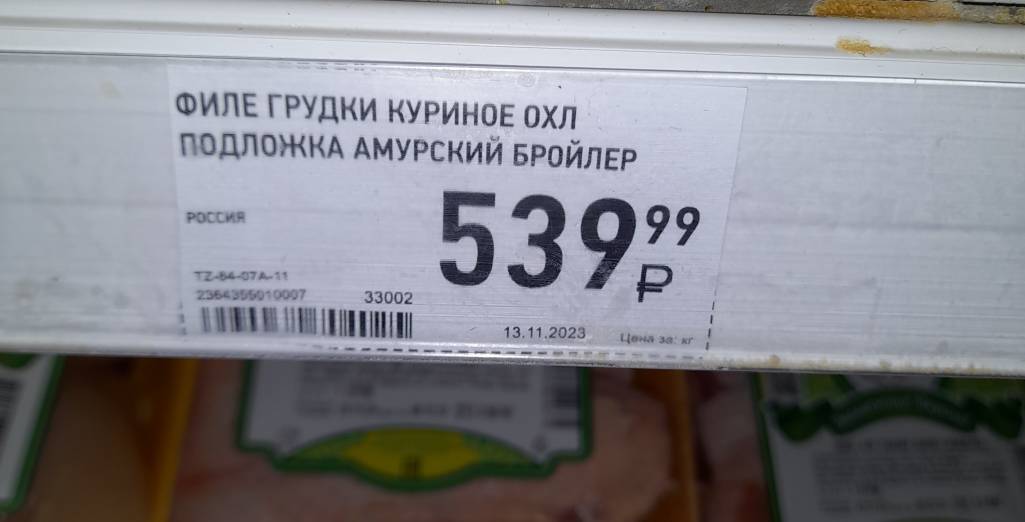 ФИЛЕ ГРУДКИ КУРИНОЕ ОХЛ
ПОДЛОЖКА АМУРСКИЙ БРОЙЛЕР
539 99
₽
РОССИЯ
TZ-64-07A-11
2364355010007 33002
13.11.2023 Цена за: кг